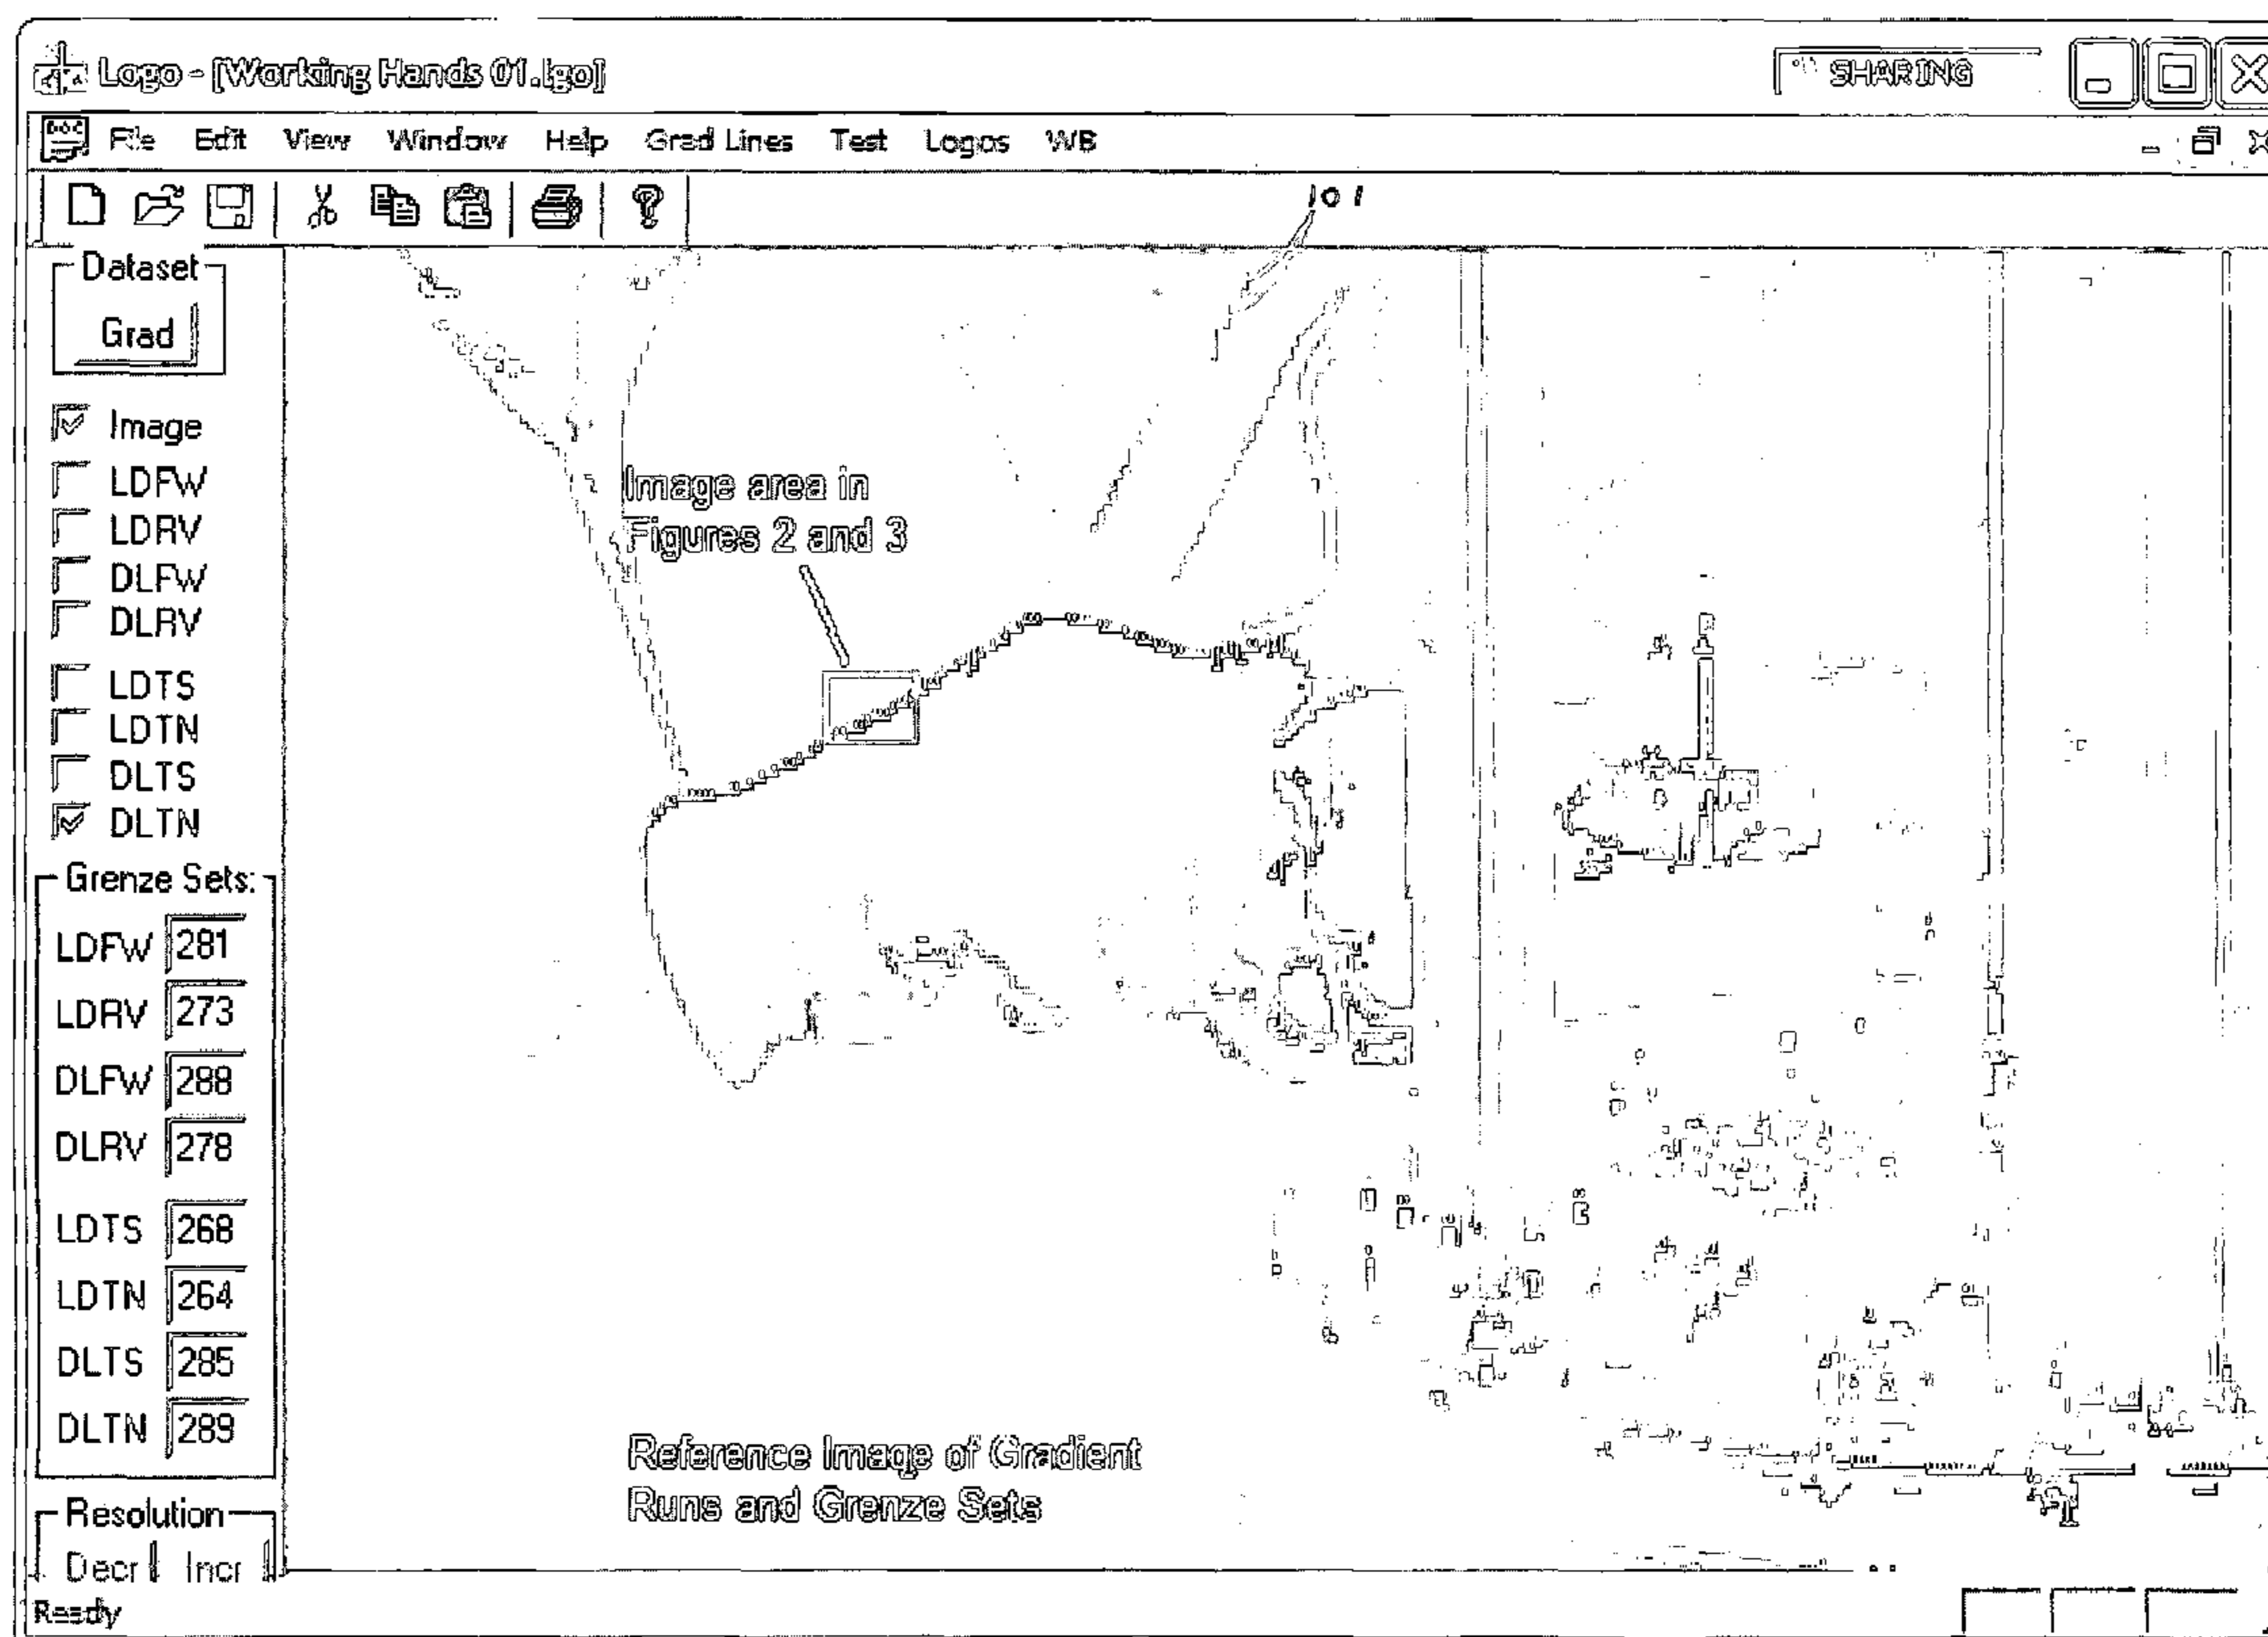 Logo - [Working Hands 01.lgo]
SHARING
File Edit View Window Help Grad Lines Test Logos WB
101
Dataset
Grad
Image
LDFW
LDRV
DLFW
DLRV
LDTS
LDTN
DLTS
DLTN
Image area in
Figures 2 and 3
Grenze Sets:
LDFW 281
LDRV 273
DLFW 288
DLRV 278
LDTS 268
LDTN 264
DLTS 285
DLTN 289
Reference Image of Gradient
Runs and Grenze Sets
Resolution
Decr Incr
Ready